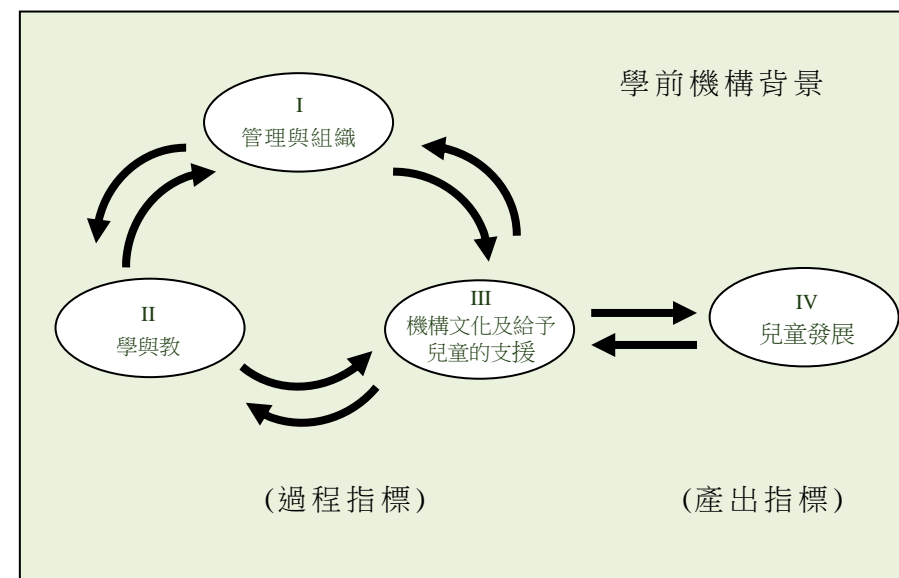 學前機構背景
I
管理與組織
II
學與教
III
機構文化及給予
兒童的支援
IV
兒童發展
(過程指標)
(產出指標)